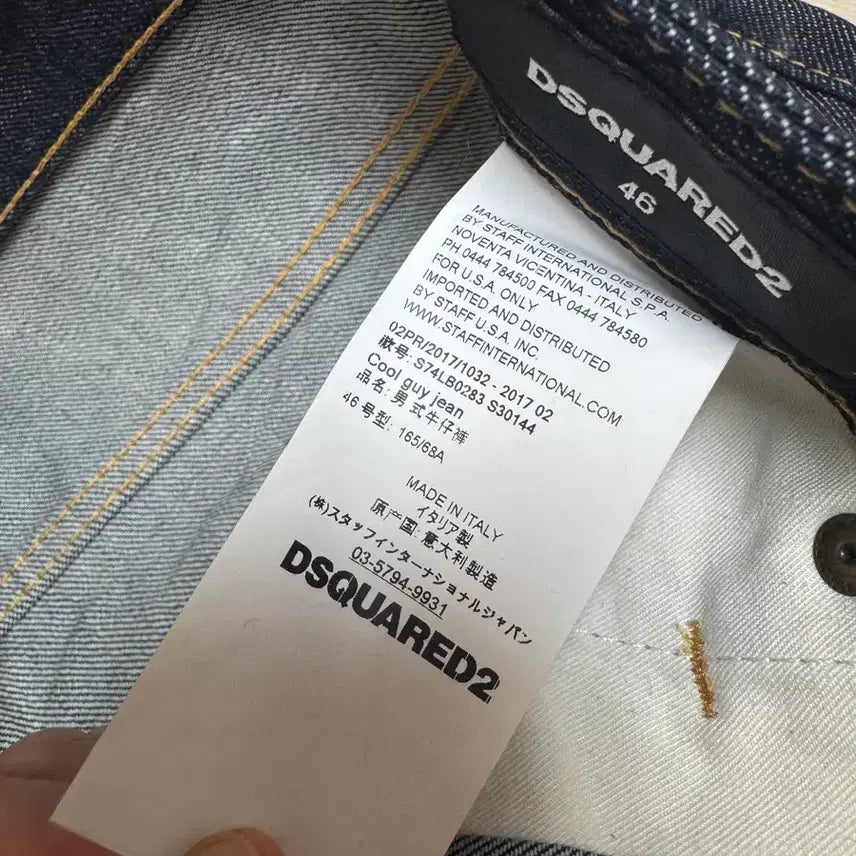 DSQUARED2
46
MANUFACTURED AND DISTRIBUTED
BY STAFF INTERNATIONAL S.P.A.
NOVENTA VICENTINA - ITALY
PH 0444 784500 FAX 0444 784580
FOR U.S.A. ONLY
IMPORTED AND DISTRIBUTED
BY STAFF U.S.A. INC.
WWW.STAFFINTERNATIONAL.COM
02PR/2017/1032 - 2017 02
款号: S74LB0283 S30144
Cool guy jean
品名: 男式牛仔裤
46 号型: 165/68A
MADE IN ITALY
イタリア製
原产国: 意大利製造
(株)スタッフインターナショナルジャパン
03-5794-9931
DSQUARED2